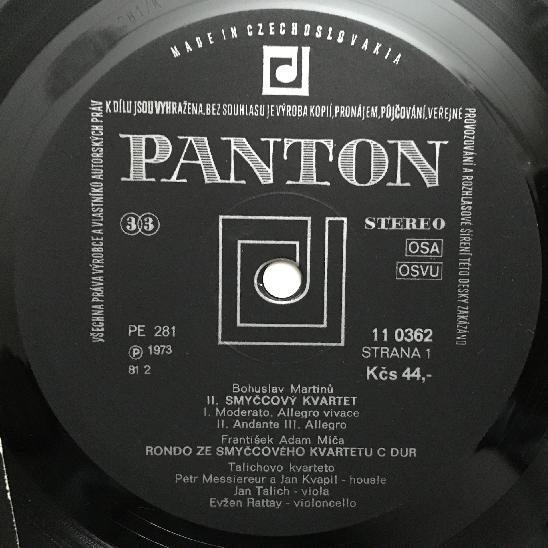 MADE IN CZECHOSLOVAKIA
VŠECHNA PRÁVA VÝROBCE A VLASTNÍKŮ AUTORSKÝCH PRÁV
K DÍLU JSOU VYHRAŽENA. BEZ SOUHLASU JE VÝROBA KOPIÍ, PRONÁJEM, PŮJČOVÁNÍ, VEŘEJNÉ
PROVOZOVÁNÍ A ROZHLASOVÉ ŠÍŘENÍ TÉTO DESKY ZAKÁZÁNO
PANTON
33
STEREO
OSA
OSVU
PE 281
11 0362
Ⓟ 1973
STRANA 1
81 2
Kčs 44,-
Bohuslav Martinů
II. SMYČCOVÝ KVARTET
I. Moderato, Allegro vivace
II. Andante III. Allegro
František Adam Míča
RONDO ZE SMYČCOVÉHO KVARTETU C DUR
Talichovo kvarteto
Petr Messiereur a Jan Kvapil - housle
Jan Talich - viola
Evžen Rattay - violoncello